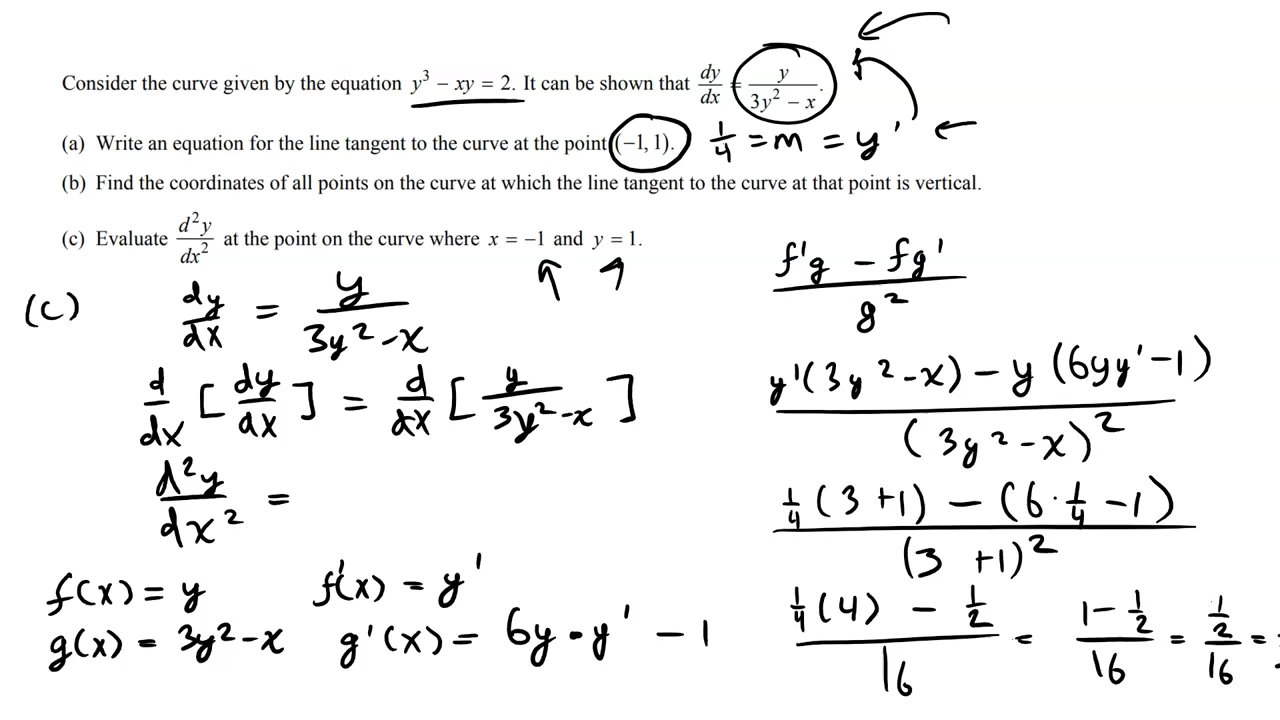 Consider the curve given by the equation y³ − xy = 2. It can be shown that dy/dx = y/(3y² − x).
(a) Write an equation for the line tangent to the curve at the point (−1, 1). 1/4 = m = y'
(b) Find the coordinates of all points on the curve at which the line tangent to the curve at that point is vertical.
(c) Evaluate d²y/dx² at the point on the curve where x = −1 and y = 1.
(c) dy/dx = y/(3y² − x)
d/dx [dy/dx] = d/dx [y/(3y² − x)]
d²y/dx² =
f(x) = y f'(x) = y'
g(x) = 3y² − x g'(x) = 6y · y' − 1
(f'g − fg')/g²
(y'(3y² − x) − y(6yy' − 1))/(3y² − x)²
(1/4(3 + 1) − (6 · 1/4 − 1))/(3 + 1)²
(1/4(4) − 1/2)/16 = (1 − 1/2)/16 = (1/2)/16 =